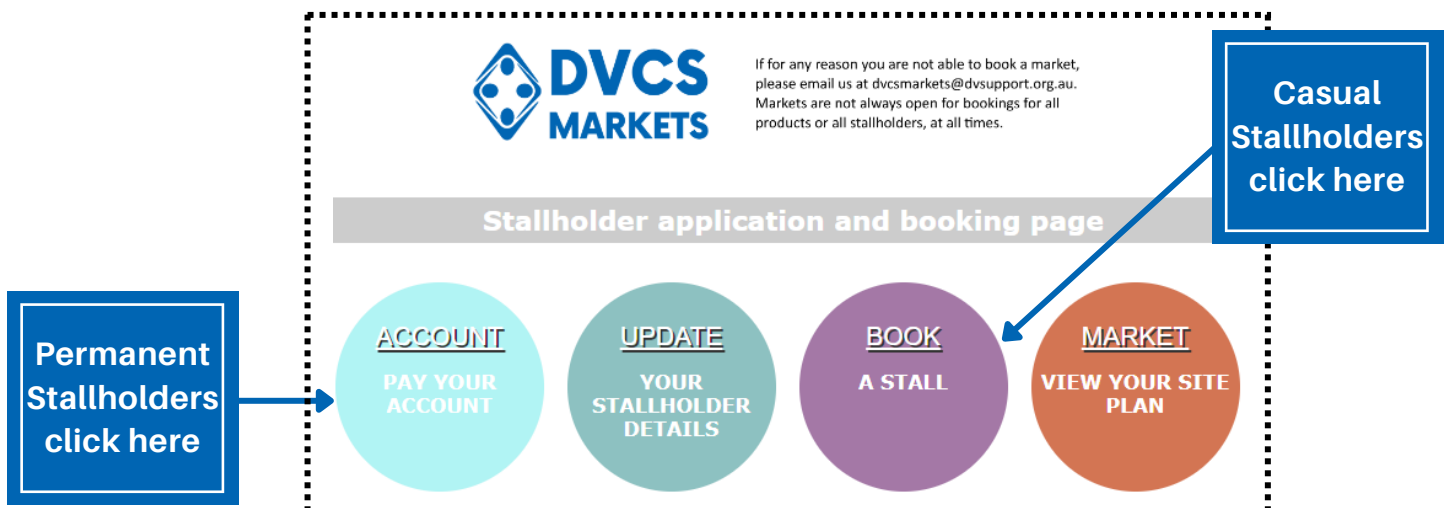 DVCS
MARKETS
If for any reason you are not able to book a market,
please email us at dvcsmarkets@dvsupport.org.au.
Markets are not always open for bookings for all
products or all stallholders, at all times.
Casual
Stallholders
click here
Stallholder application and booking page
Permanent
Stallholders
click here
ACCOUNT
PAY YOUR
ACCOUNT
UPDATE
YOUR
STALLHOLDER
DETAILS
BOOK
A STALL
MARKET
VIEW YOUR SITE
PLAN